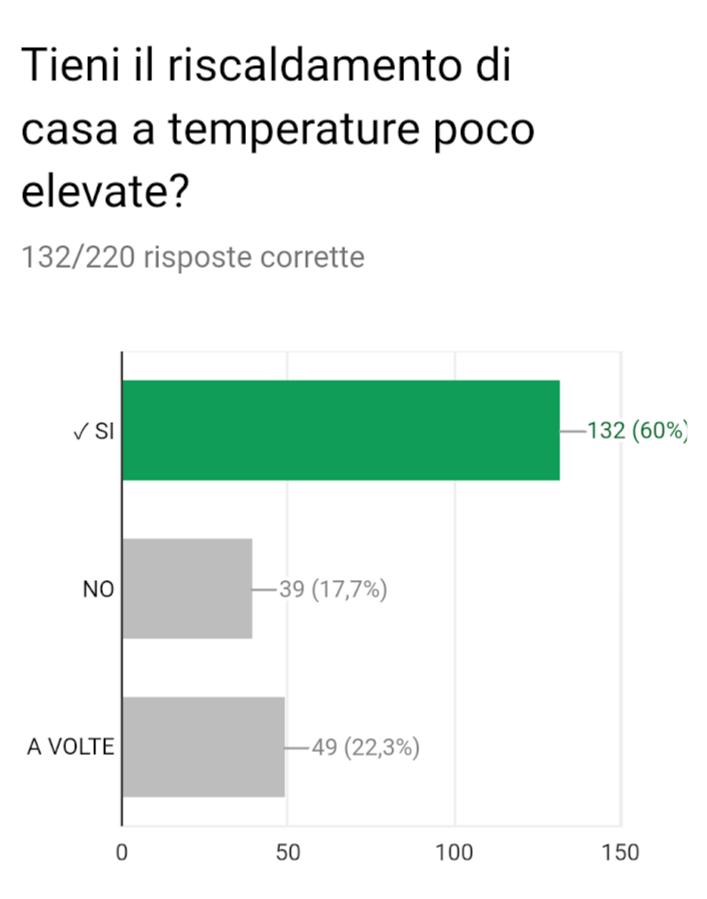 Tieni il riscaldamento di
casa a temperature poco
elevate?
132/220 risposte corrette
✓ SI
132 (60%)
NO
39 (17,7%)
A VOLTE
49 (22,3%)
0 50 100 150